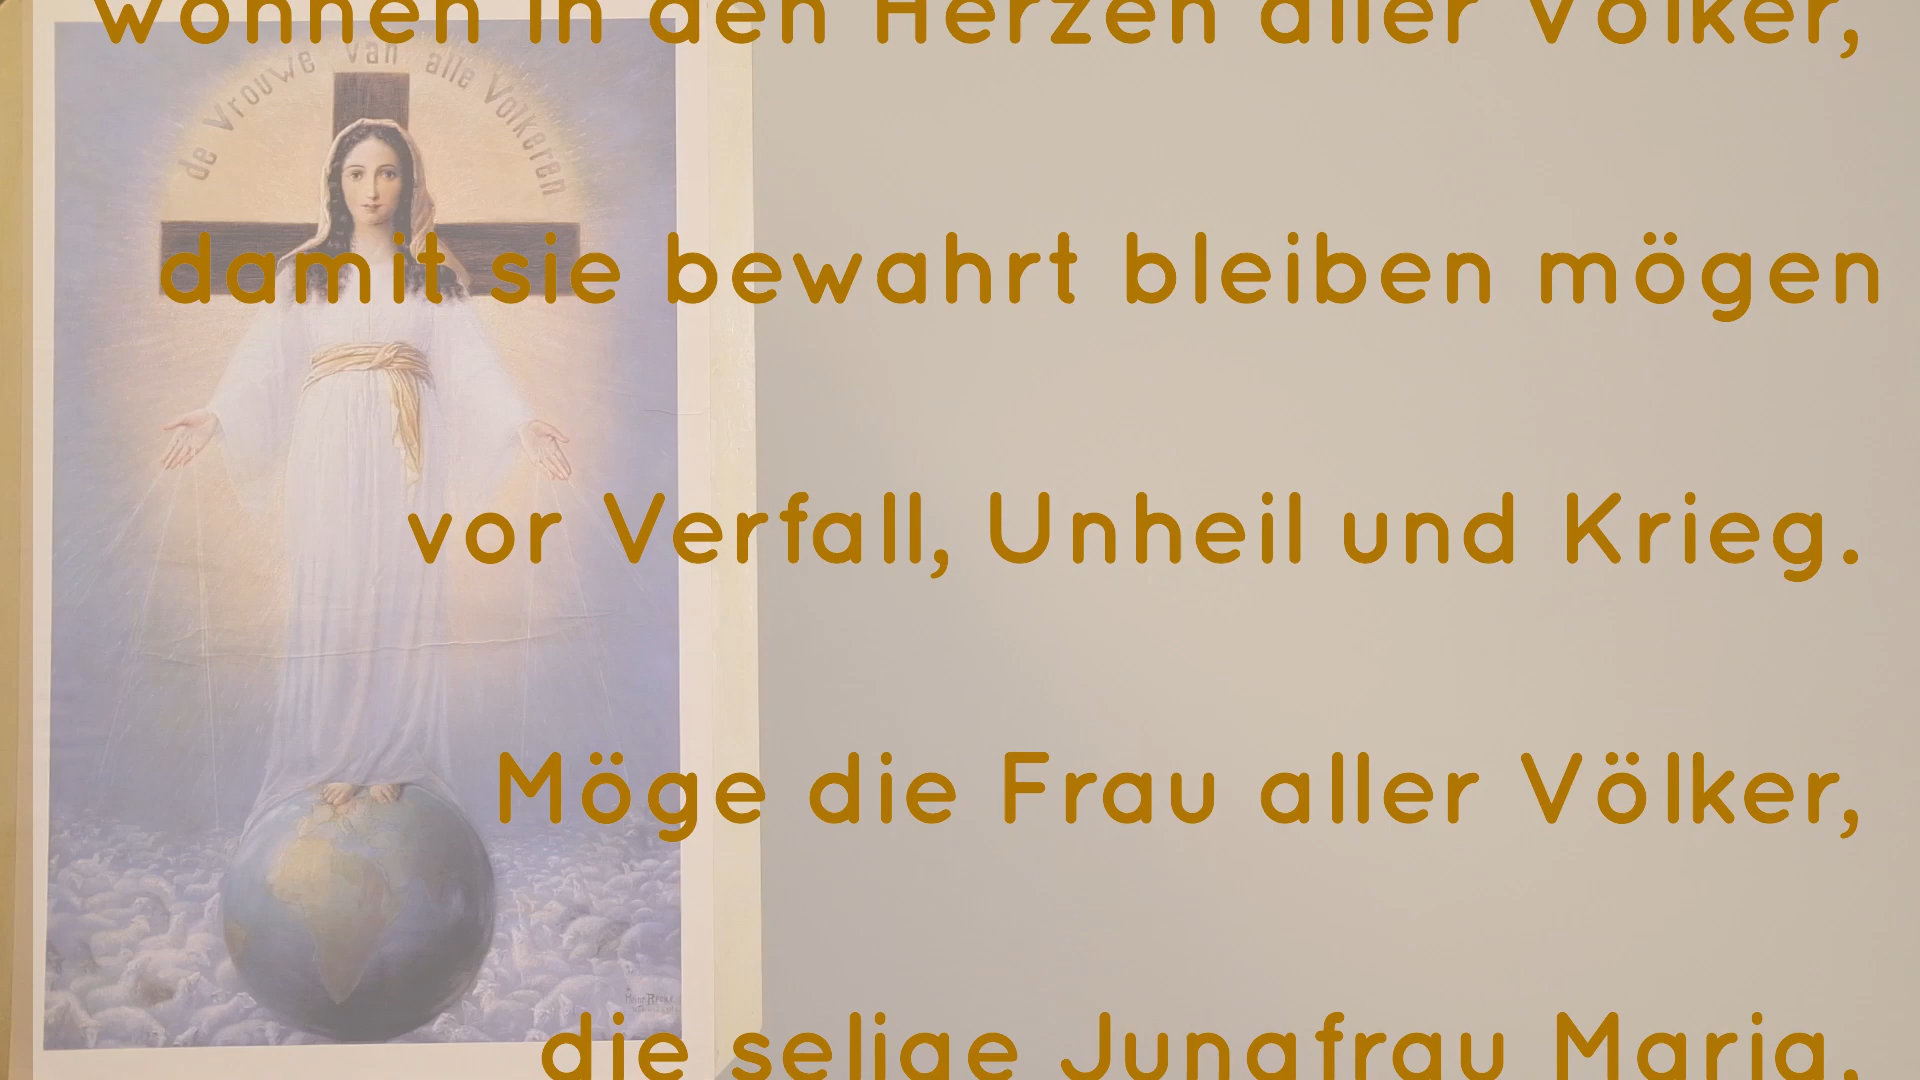 wohnen in den Herzen aller Völker,
de Vrouwe van alle Volkeren
damit sie bewahrt bleiben mögen
vor Verfall, Unheil und Krieg.
Möge die Frau aller Völker,
die selige Jungfrau Maria,